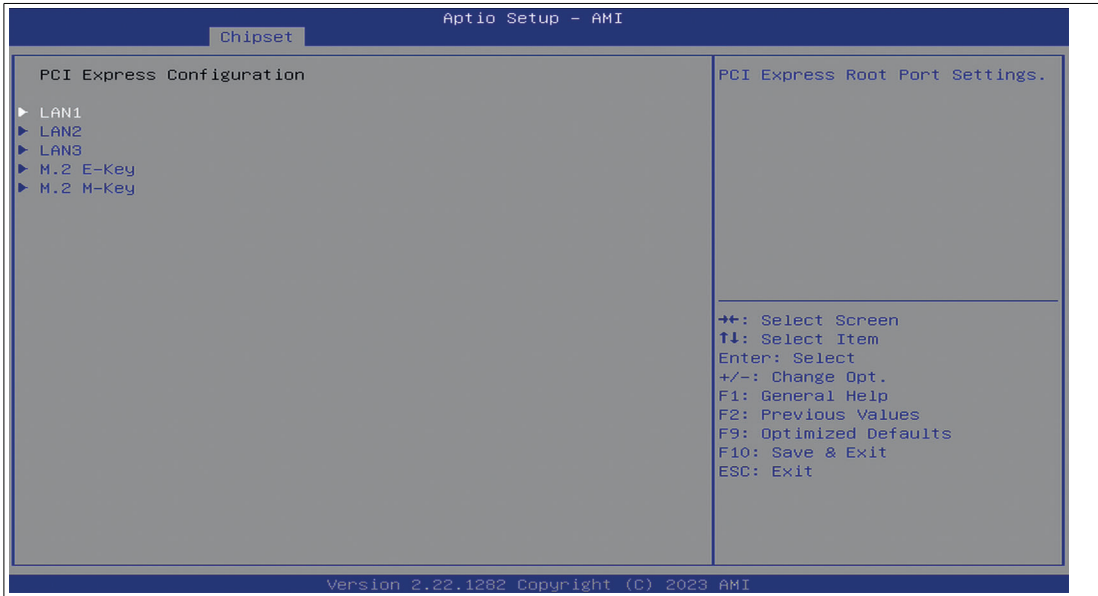 Aptio Setup – AMI
Chipset
PCI Express Configuration
▶ LAN1
▶ LAN2
▶ LAN3
▶ M.2 E-Key
▶ M.2 M-Key
PCI Express Root Port Settings.
→←: Select Screen
↑↓: Select Item
Enter: Select
+/-: Change Opt.
F1: General Help
F2: Previous Values
F9: Optimized Defaults
F10: Save & Exit
ESC: Exit
Version 2.22.1282 Copyright (C) 2023 AMI